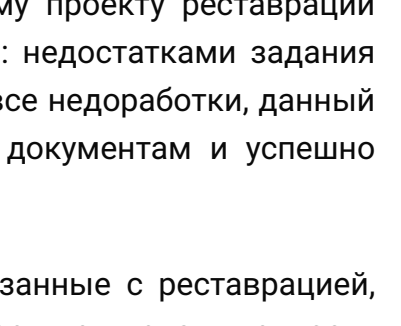 му проекту реставрации
: недостатками задания
все недоработки, данный
документам и успешно
занные с реставрацией,